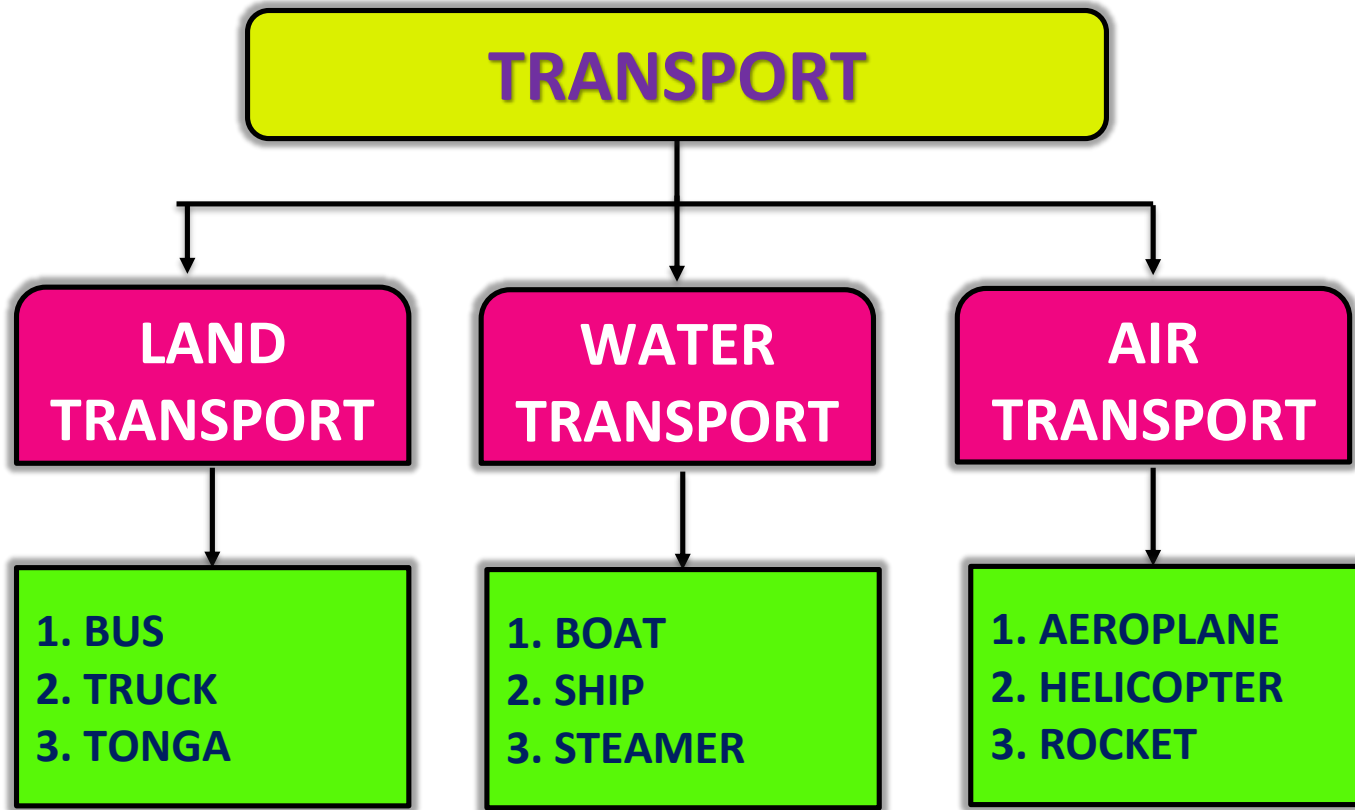 TRANSPORT
LAND
TRANSPORT
WATER
TRANSPORT
AIR
TRANSPORT
1. BUS
2. TRUCK
3. TONGA
1. BOAT
2. SHIP
3. STEAMER
1. AEROPLANE
2. HELICOPTER
3. ROCKET